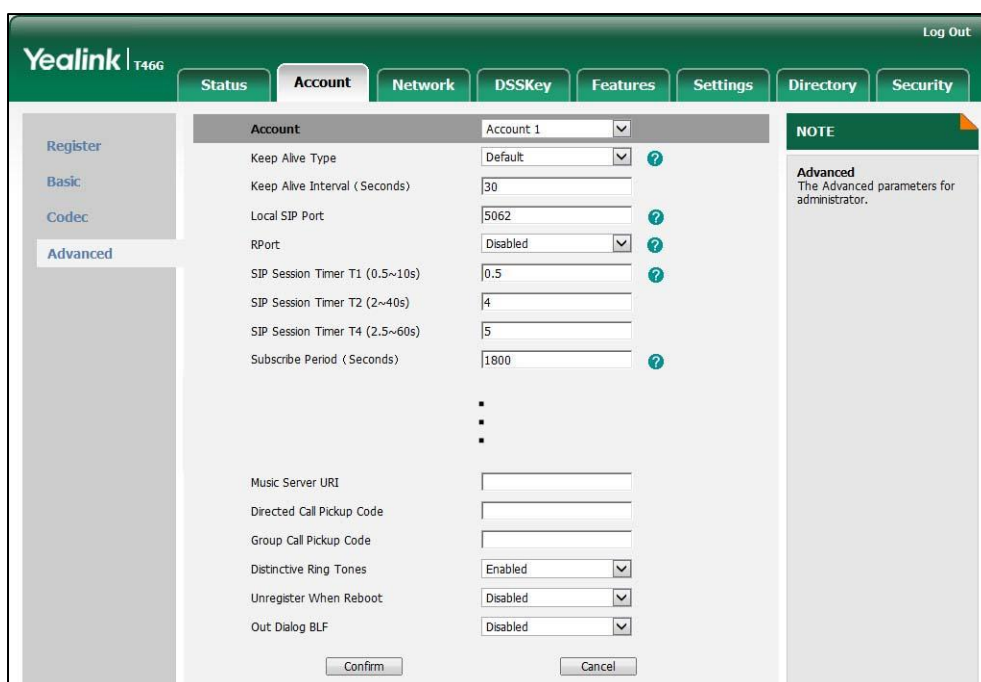 Log Out
Yealink T46G
Status Account Network DSSKey Features Settings Directory Security
Register
Basic
Codec
Advanced
Account Account 1
Keep Alive Type Default ?
Keep Alive Interval (Seconds) 30
Local SIP Port 5062 ?
RPort Disabled ?
SIP Session Timer T1 (0.5~10s) 0.5 ?
SIP Session Timer T2 (2~40s) 4
SIP Session Timer T4 (2.5~60s) 5
Subscribe Period (Seconds) 1800 ?
Music Server URI
Directed Call Pickup Code
Group Call Pickup Code
Distinctive Ring Tones Enabled
Unregister When Reboot Disabled
Out Dialog BLF Disabled
Confirm Cancel
NOTE
Advanced
The Advanced parameters for
administrator.